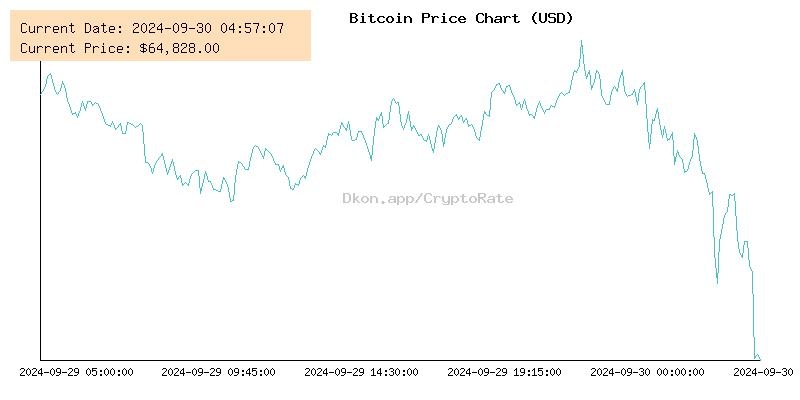 Bitcoin Price Chart (USD)
Current Date: 2024-09-30 04:57:07
Current Price: $64,828.00
Dkon.app/CryptoRate
2024-09-29 05:00:00
2024-09-29 09:45:00
2024-09-29 14:30:00
2024-09-29 19:15:00
2024-09-30 00:00:00
2024-09-30